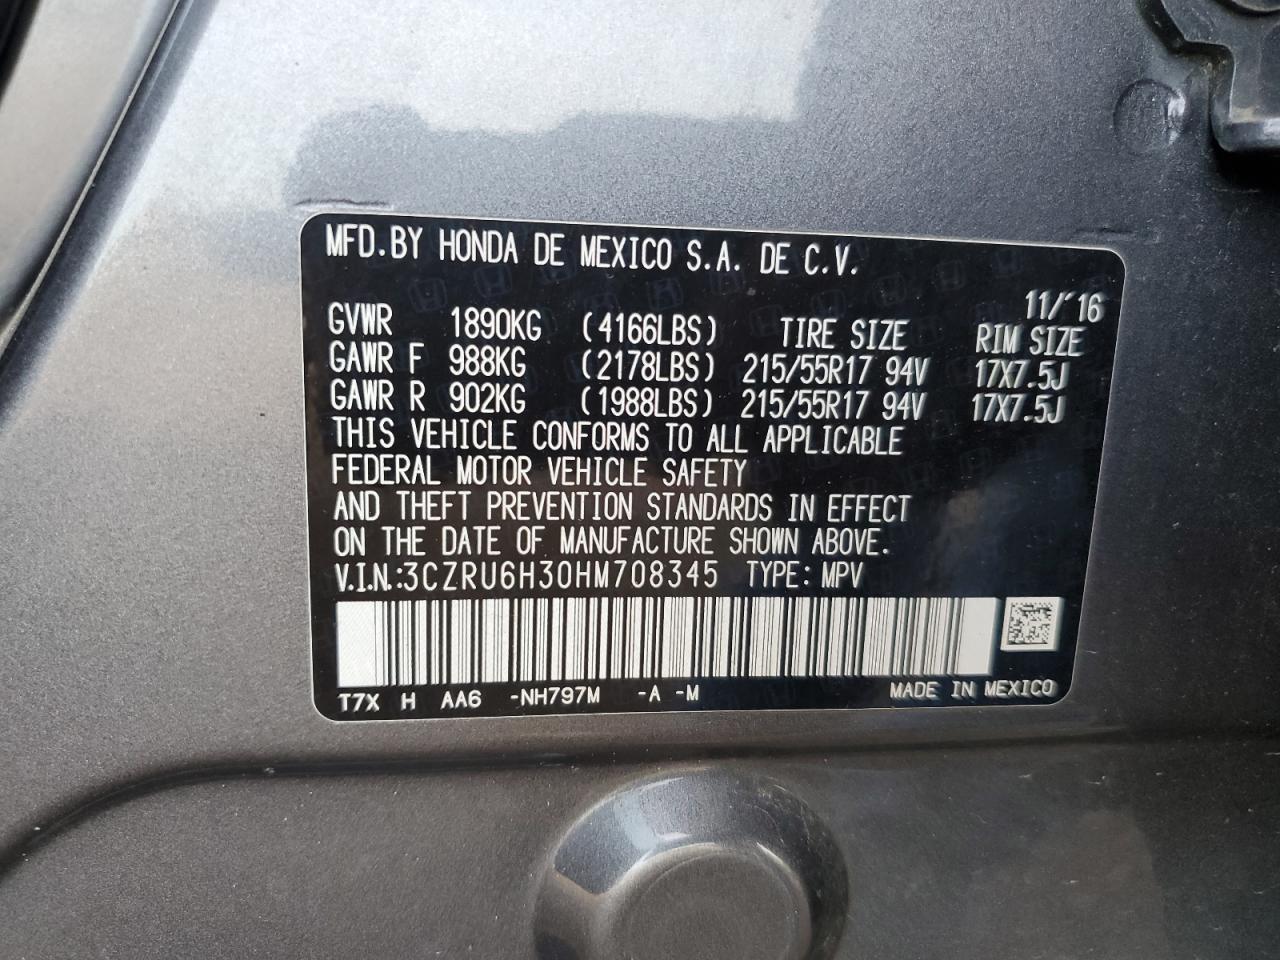 MFD.BY HONDA DE MEXICO S.A. DE C.V.
11/'16
GVWR 1890KG (4166LBS) TIRE SIZE RIM SIZE
GAWR F 988KG (2178LBS) 215/55R17 94V 17X7.5J
GAWR R 902KG (1988LBS) 215/55R17 94V 17X7.5J
THIS VEHICLE CONFORMS TO ALL APPLICABLE
FEDERAL MOTOR VEHICLE SAFETY
AND THEFT PREVENTION STANDARDS IN EFFECT
ON THE DATE OF MANUFACTURE SHOWN ABOVE.
V.I.N.:3CZRU6H30HM708345 TYPE: MPV
T7X H AA6 -NH797M -A -M MADE IN MEXICO